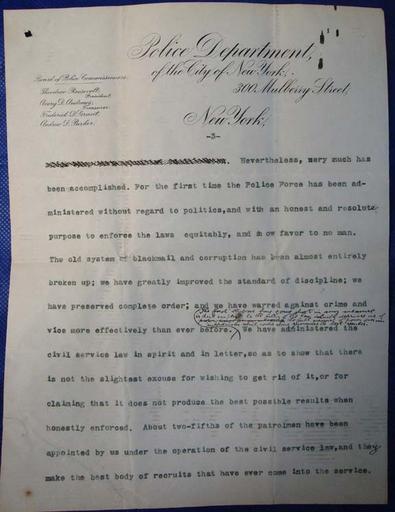 Police Department,
of the City of New York,
300 Mulberry Street,
New York,
Board of Police Commissioners.
Theodore Roosevelt,
President.
Avery D. Andrews,
Treasurer.
Frederick D. Grant,
Andrew D. Parker.
-3-
Nevertheless, very much has
been accomplished. For the first time the Police Force has been ad-
ministered without regard to politics,and with an honest and resolute
purpose to enforce the laws equitably, and show favor to no man.
The old system of blackmail and corruption has been almost entirely
broken up; we have greatly improved the standard of discipline; we
have preserved complete order; and we have warred against crime and
vice more effectively than ever before. We have administered the
civil service law in spirit and in letter,so as to show that there
is not the slightest excuse for wishing to get rid of it,or for
claiming that it does not produce the best possible results when
honestly enforced. About two-fifths of the patrolmen have been
appointed by us under the operation of the civil service law,and they
make the best body of recruits that have ever come into the service.